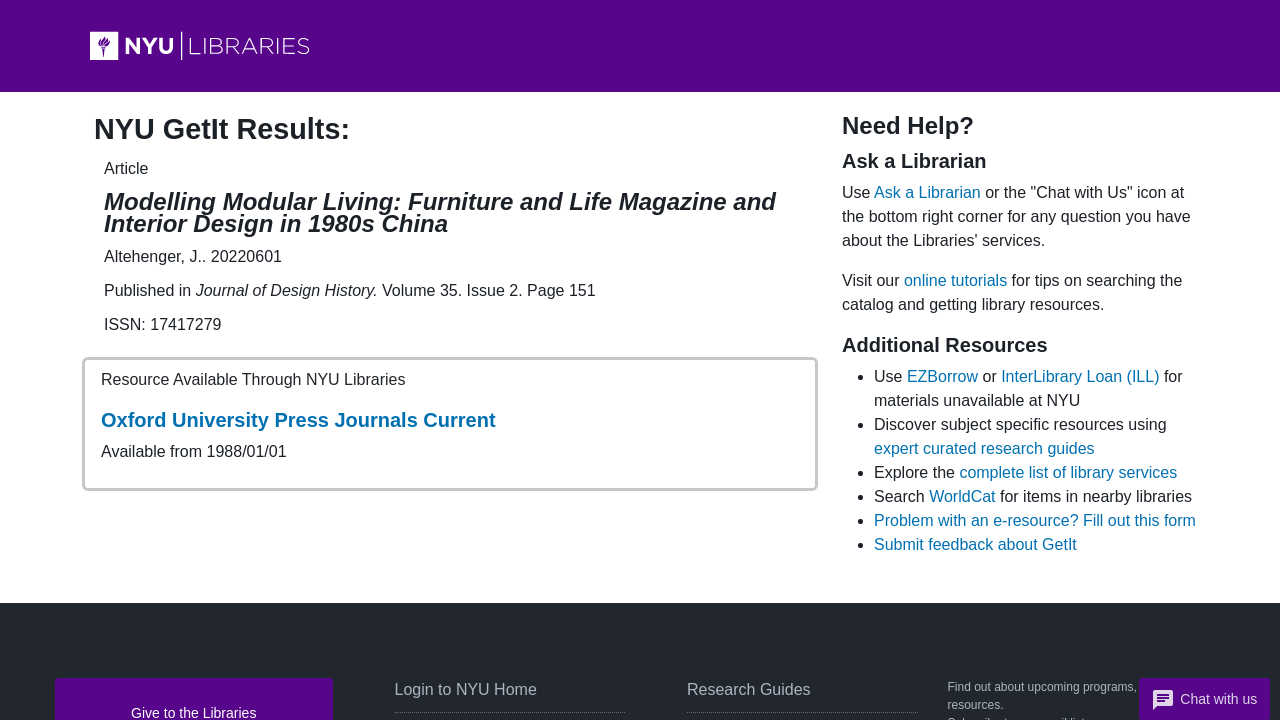 NYU LIBRARIES
NYU GetIt Results:
Article
Modelling Modular Living: Furniture and Life Magazine and
Interior Design in 1980s China
Altehenger, J.. 20220601
Published in Journal of Design History. Volume 35. Issue 2. Page 151
ISSN: 17417279
Resource Available Through NYU Libraries
Oxford University Press Journals Current
Available from 1988/01/01
Need Help?
Ask a Librarian
Use Ask a Librarian or the "Chat with Us" icon at
the bottom right corner for any question you have
about the Libraries' services.
Visit our online tutorials for tips on searching the
catalog and getting library resources.
Additional Resources
Use EZBorrow or InterLibrary Loan (ILL) for
materials unavailable at NYU
Discover subject specific resources using
expert curated research guides
Explore the complete list of library services
Search WorldCat for items in nearby libraries
Problem with an e-resource? Fill out this form
Submit feedback about GetIt
Give to the Libraries
Login to NYU Home
Research Guides
Find out about upcoming programs,
resources.
Chat with us